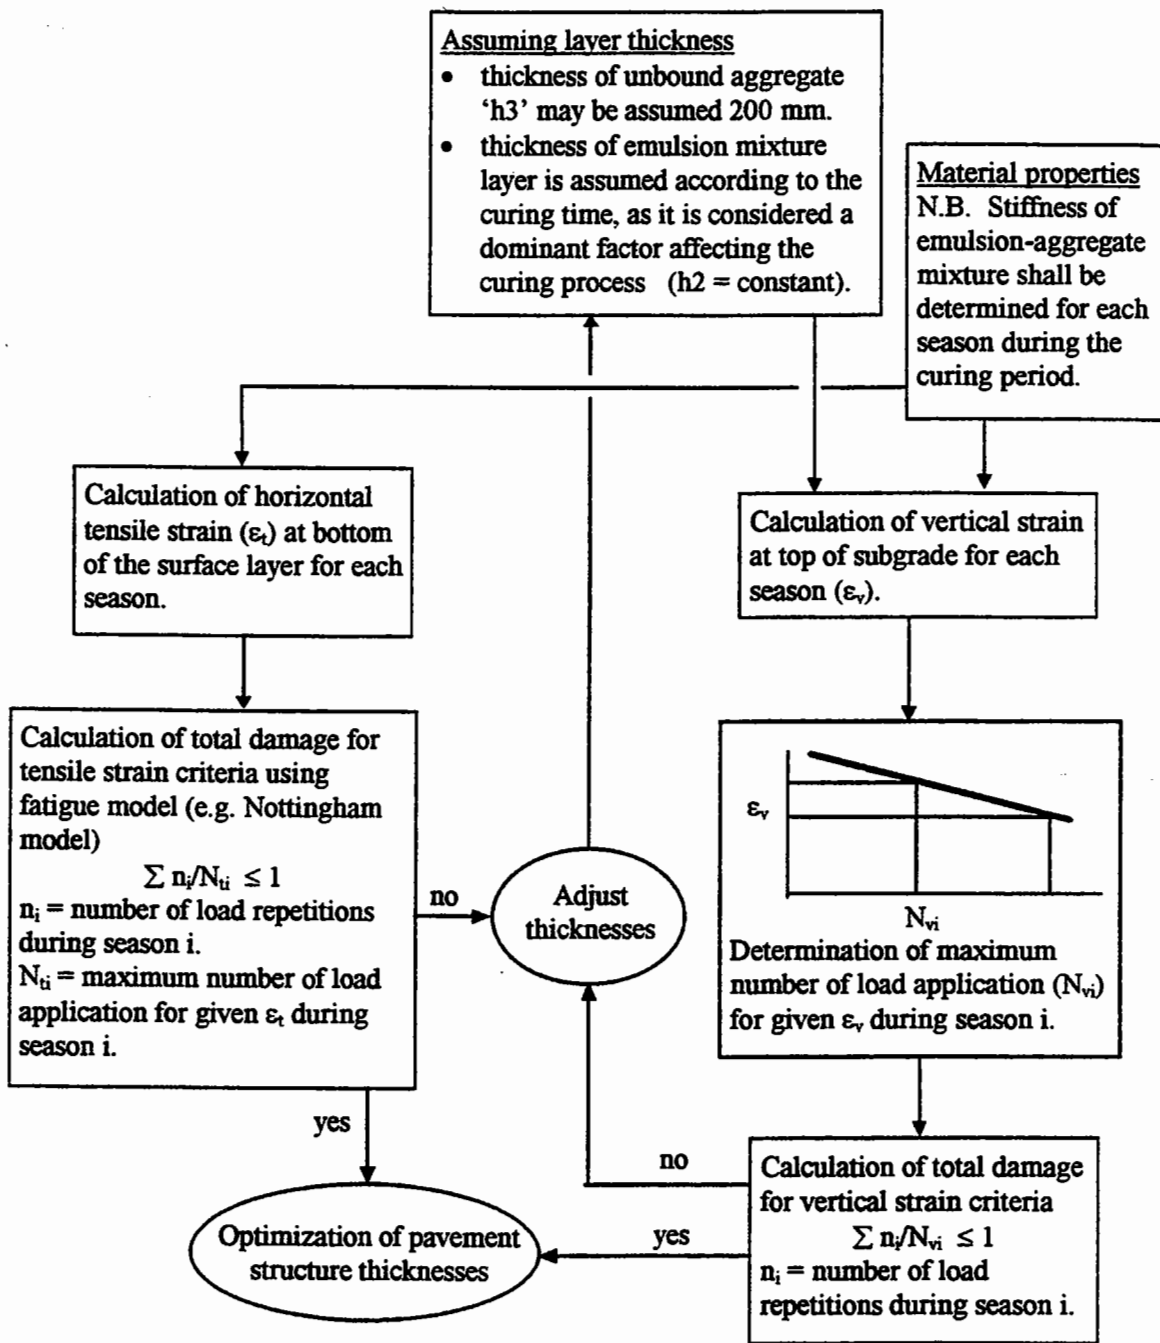 Assuming layer thickness
• thickness of unbound aggregate
‘h3’ may be assumed 200 mm.
• thickness of emulsion mixture
layer is assumed according to the
curing time, as it is considered a
dominant factor affecting the
curing process (h2 = constant).
Material properties
N.B. Stiffness of
emulsion-aggregate
mixture shall be
determined for each
season during the
curing period.
Calculation of horizontal
tensile strain (εt) at bottom
of the surface layer for each
season.
Calculation of vertical strain
at top of subgrade for each
season (εv).
Calculation of total damage for
tensile strain criteria using
fatigue model (e.g. Nottingham
model)
∑ ni/Nti ≤ 1
ni = number of load repetitions
during season i.
Nti = maximum number of load
application for given εt during
season i.
no
Adjust
thicknesses
εv
Nvi
Determination of maximum
number of load application (Nvi)
for given εv during season i.
yes
no
Calculation of total damage
for vertical strain criteria
∑ ni/Nvi ≤ 1
ni = number of load
repetitions during season i.
yes
Optimization of pavement
structure thicknesses